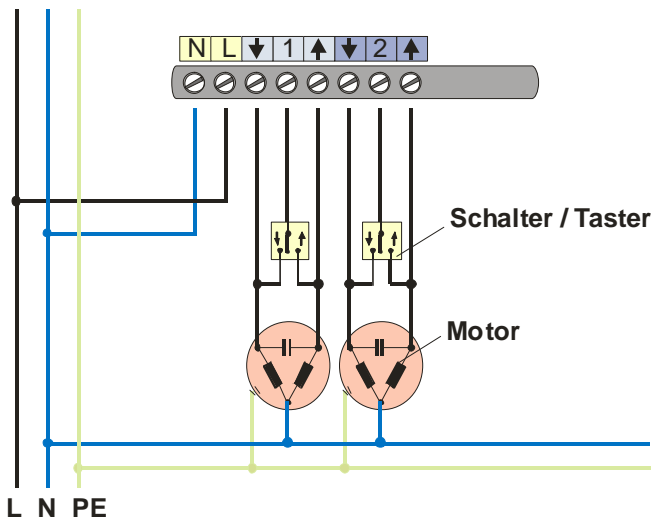 N L ↓ 1 ↑ ↓ 2 ↑
Schalter / Taster
Motor
L N PE